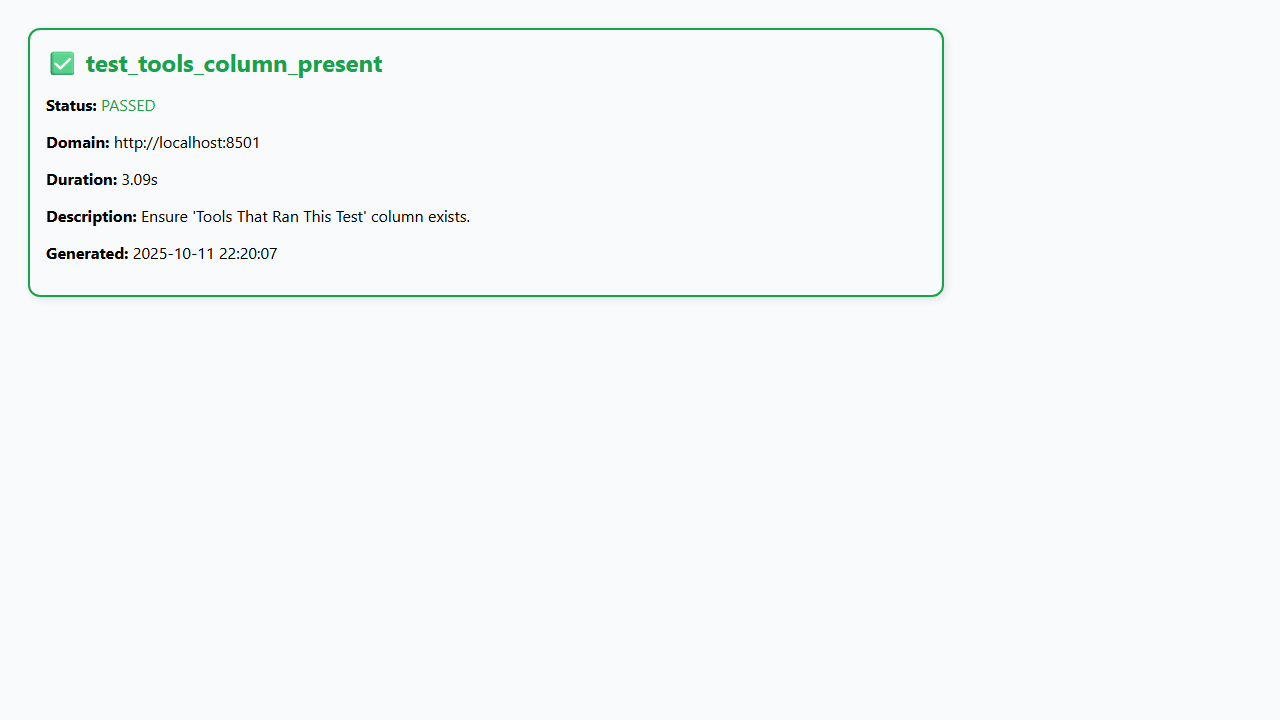 ✅ test_tools_column_present
Status: PASSED
Domain: http://localhost:8501
Duration: 3.09s
Description: Ensure 'Tools That Ran This Test' column exists.
Generated: 2025-10-11 22:20:07